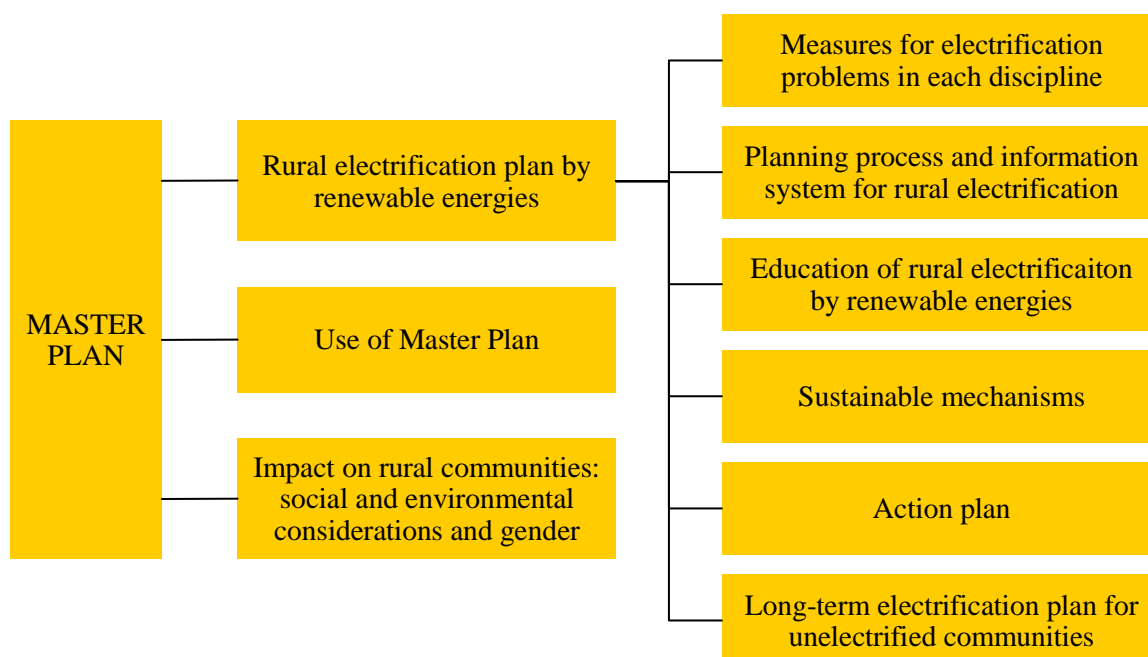 MASTER
PLAN
Rural electrification plan by
renewable energies
Use of Master Plan
Impact on rural communities:
social and environmental
considerations and gender
Measures for electrification
problems in each discipline
Planning process and information
system for rural electrification
Education of rural electrificaiton
by renewable energies
Sustainable mechanisms
Action plan
Long-term electrification plan for
unelectrified communities